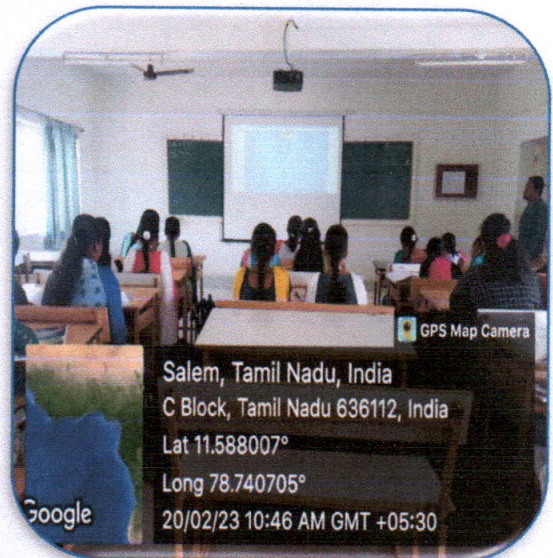 GPS Map Camera
Salem, Tamil Nadu, India
C Block, Tamil Nadu 636112, India
Lat 11.588007°
Long 78.740705°
20/02/23 10:46 AM GMT +05:30
Google